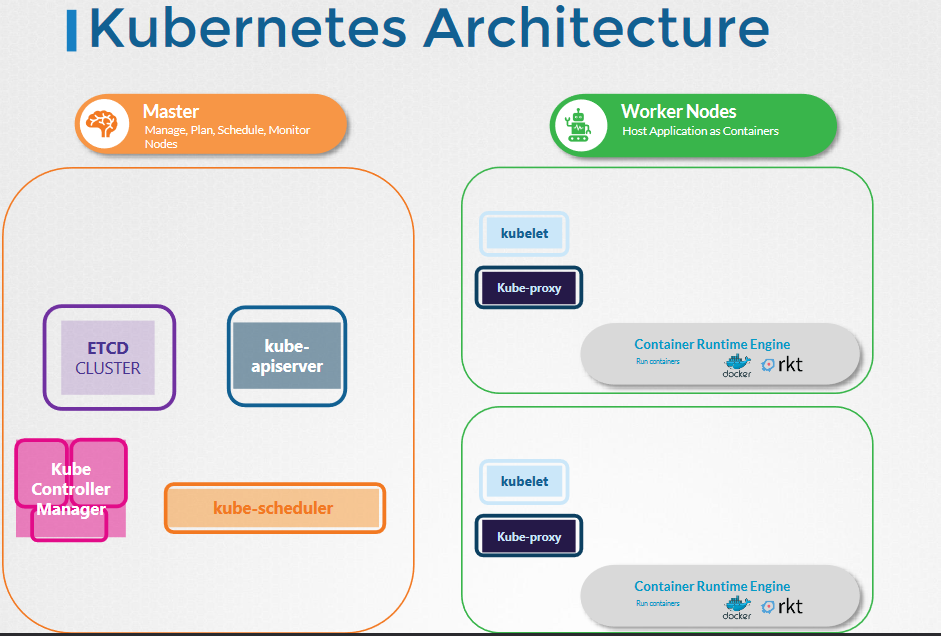 Kubernetes Architecture
Master
Manage, Plan, Schedule, Monitor
Nodes
Worker Nodes
Host Application as Containers
ETCD
CLUSTER
kube-
apiserver
Kube
Controller
Manager
kube-scheduler
kubelet
Kube-proxy
Container Runtime Engine
Run containers
docker
rkt
kubelet
Kube-proxy
Container Runtime Engine
Run containers
docker
rkt